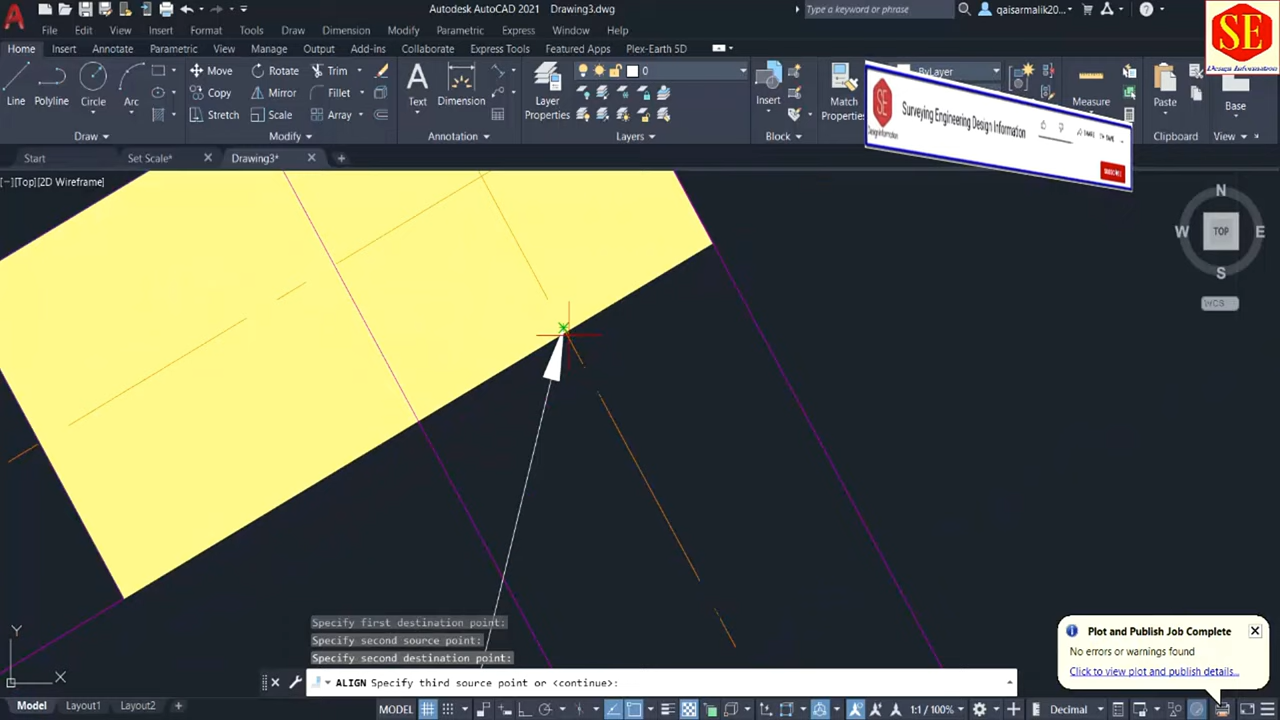 Autodesk AutoCAD 2021 Drawing3.dwg
Type a keyword or phrase
qaisarmalik20...
SE
Design Information
File Edit View Insert Format Tools Draw Dimension Modify Parametric Express Window Help
Home Insert Annotate Parametric View Manage Output Add-ins Collaborate Express Tools Featured Apps Plex-Earth 5D
Line Polyline Circle Arc
Move Rotate Trim
Copy Mirror Fillet
Stretch Scale Array
Text Dimension
Layer Properties
0
Insert
Match Properties
ByLayer
Measure
Paste
Base
Draw Modify Annotation Layers Block Clipboard View
SE
Surveying Engineering Design Information
SUBSCRIBE
Start Set Scale* Drawing3*
[−][Top][2D Wireframe]
N
W TOP E
S
WCS
Specify first destination point:
Specify second source point:
Specify second destination point:
Y
X
ALIGN Specify third source point or <continue>:
Plot and Publish Job Complete
No errors or warnings found
Click to view plot and publish details...
Model Layout1 Layout2 +
MODEL
1:1 / 100%
Decimal